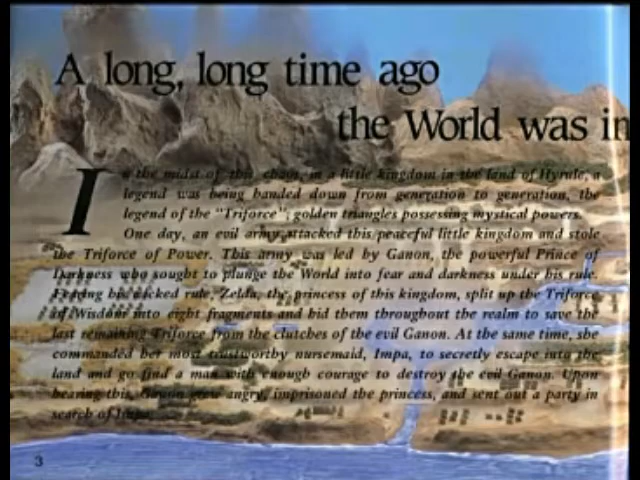 A long, long time ago
the World was in
In the midst of this chaos, in a little kingdom in the land of Hyrule, a
legend was being handed down from generation to generation, the
legend of the "Triforce"; golden triangles possessing mystical powers.
One day, an evil army attacked this peaceful little kingdom and stole
the Triforce of Power. This army was led by Ganon, the powerful Prince of
Darkness who sought to plunge the World into fear and darkness under his rule.
Fearing his wicked rule, Zelda, the princess of this kingdom, split up the Triforce
of Wisdom into eight fragments and hid them throughout the realm to save the
last remaining Triforce from the clutches of the evil Ganon. At the same time, she
commanded her most trustworthy nursemaid, Impa, to secretly escape into the
land and go find a man with enough courage to destroy the evil Ganon. Upon
hearing this, Ganon grew angry, imprisoned the princess, and sent out a party in
search of Impa.
3